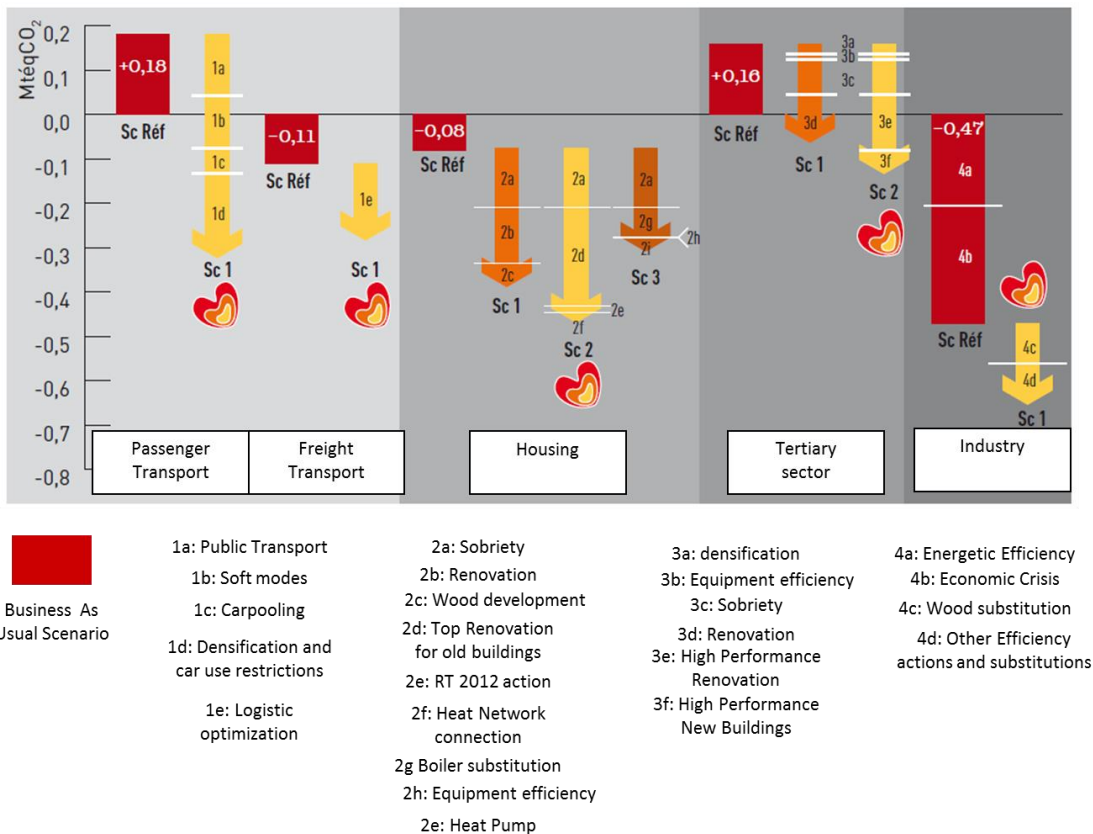 MtéqCO2
0,2
0,1
0,0
-0,1
-0,2
-0,3
-0,4
-0,5
-0,6
-0,7
-0,8
+0,18
Sc Réf
1a
1b
1c
1d
Sc 1
-0,11
Sc Réf
1e
Sc 1
-0,08
Sc Réf
2a
2b
2c
Sc 1
2a
2d
2e
2f
Sc 2
2a
2g
2h
2i
Sc 3
+0,16
Sc Réf
3a
3b
3c
3d
Sc 1
3e
3f
Sc 2
-0,47
4a
4b
Sc Réf
4c
4d
Sc 1
Passenger
Transport
Freight
Transport
Housing
Tertiary
sector
Industry
Business As
Usual Scenario
1a: Public Transport
1b: Soft modes
1c: Carpooling
1d: Densification and
car use restrictions
1e: Logistic
optimization
2a: Sobriety
2b: Renovation
2c: Wood development
2d: Top Renovation
for old buildings
2e: RT 2012 action
2f: Heat Network
connection
2g Boiler substitution
2h: Equipment efficiency
2e: Heat Pump
3a: densification
3b: Equipment efficiency
3c: Sobriety
3d: Renovation
3e: High Performance
Renovation
3f: High Performance
New Buildings
4a: Energetic Efficiency
4b: Economic Crisis
4c: Wood substitution
4d: Other Efficiency
actions and substitutions